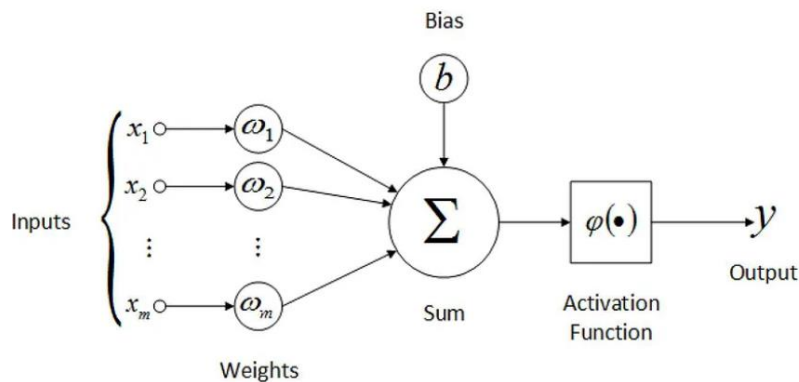 Bias
b
x₁
ω₁
x₂
ω₂
Inputs
Σ
φ(•)
y
⋮
⋮
Output
xₘ
ωₘ
Sum
Activation
Function
Weights